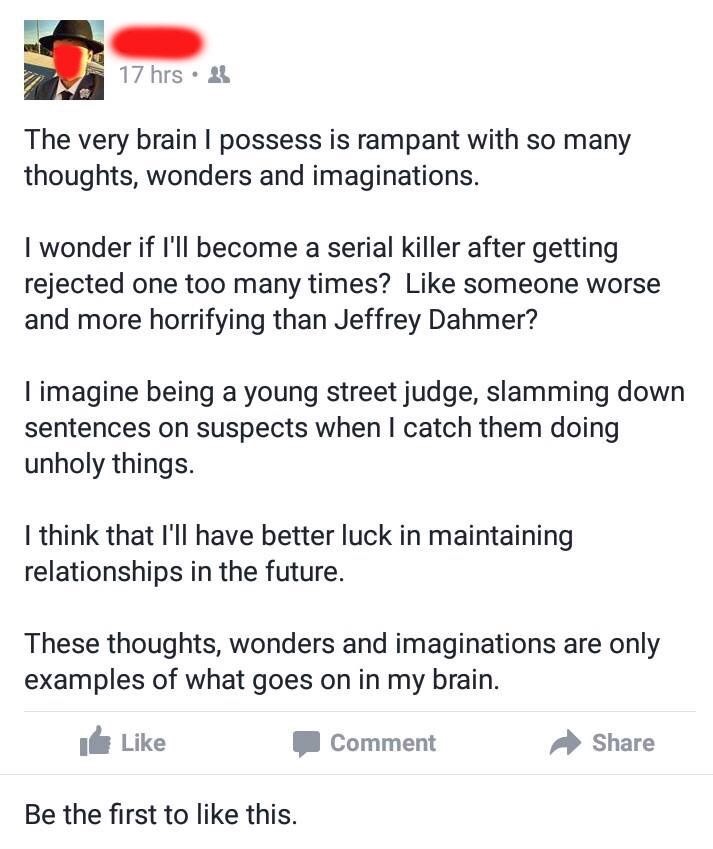 17 hrs •
The very brain I possess is rampant with so many
thoughts, wonders and imaginations.
I wonder if I'll become a serial killer after getting
rejected one too many times?  Like someone worse
and more horrifying than Jeffrey Dahmer?
I imagine being a young street judge, slamming down
sentences on suspects when I catch them doing
unholy things.
I think that I'll have better luck in maintaining
relationships in the future.
These thoughts, wonders and imaginations are only
examples of what goes on in my brain.
Like Comment Share
Be the first to like this.